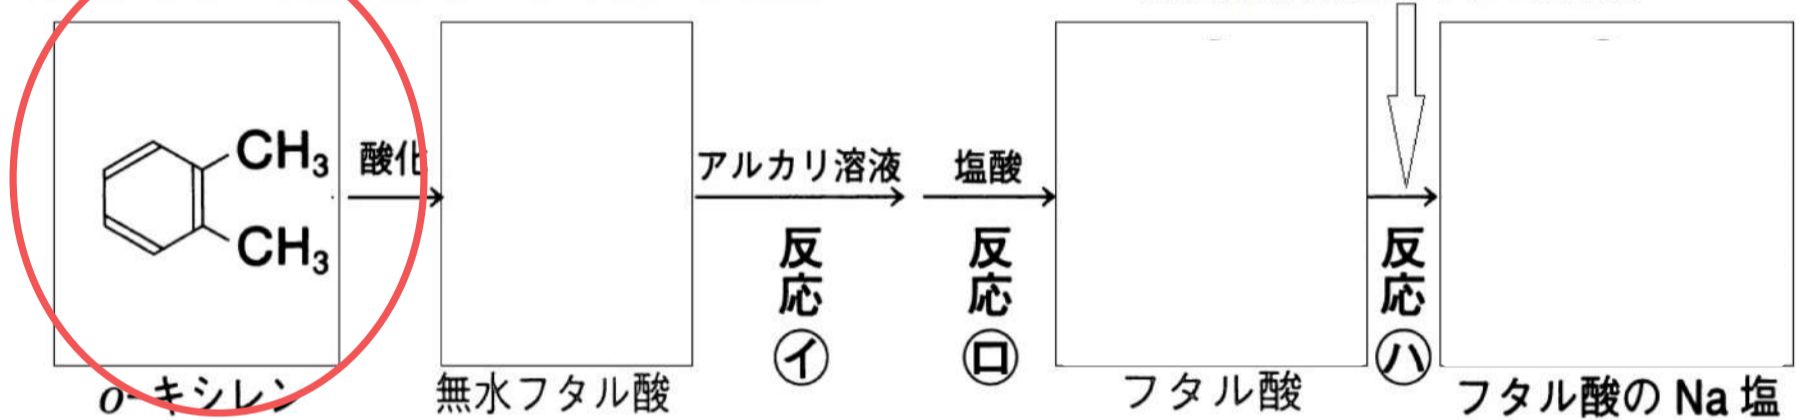 CH₃
CH₃
o-キシレン
酸化
無水フタル酸
アルカリ溶液
反応㋑
塩酸
反応㋺
フタル酸
反応㋩
フタル酸の Na 塩